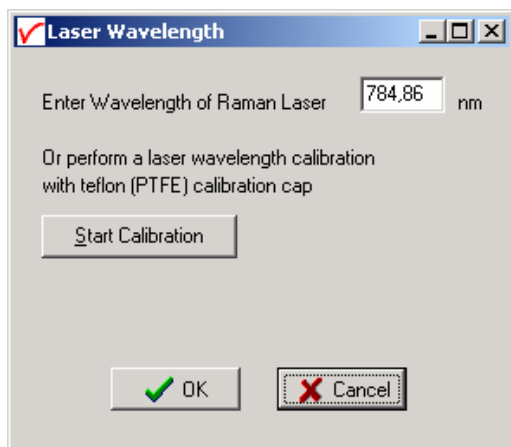 Laser Wavelength
Enter Wavelength of Raman Laser 784,86 nm
Or perform a laser wavelength calibration
with teflon (PTFE) calibration cap
Start Calibration
OK Cancel